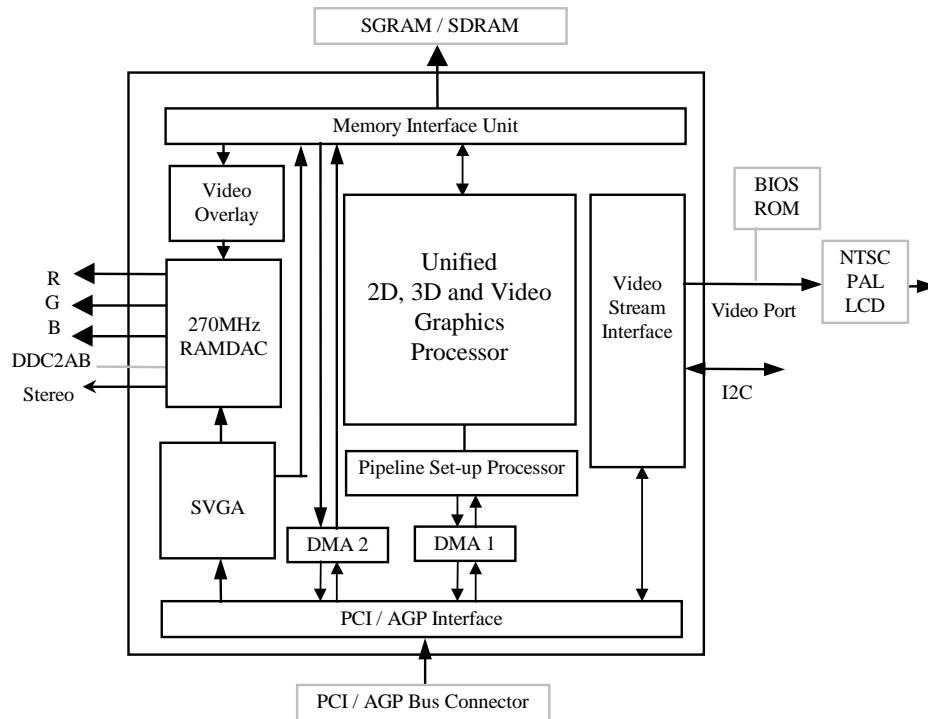 SGRAM / SDRAM
Memory Interface Unit
Video
Overlay
BIOS
ROM
Unified
2D, 3D and Video
Graphics
Processor
Video
Stream
Interface
NTSC
PAL
LCD
R
G
B
DDC2AB
Stereo
270MHz
RAMDAC
Video Port
I2C
Pipeline Set-up Processor
SVGA
DMA 2
DMA 1
PCI / AGP Interface
PCI / AGP Bus Connector